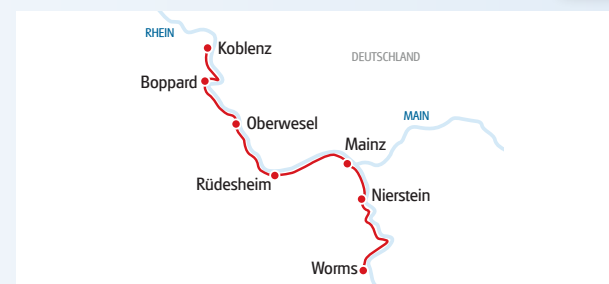 RHEIN
Koblenz
DEUTSCHLAND
Boppard
Oberwesel
MAIN
Mainz
Rüdesheim
Nierstein
Worms